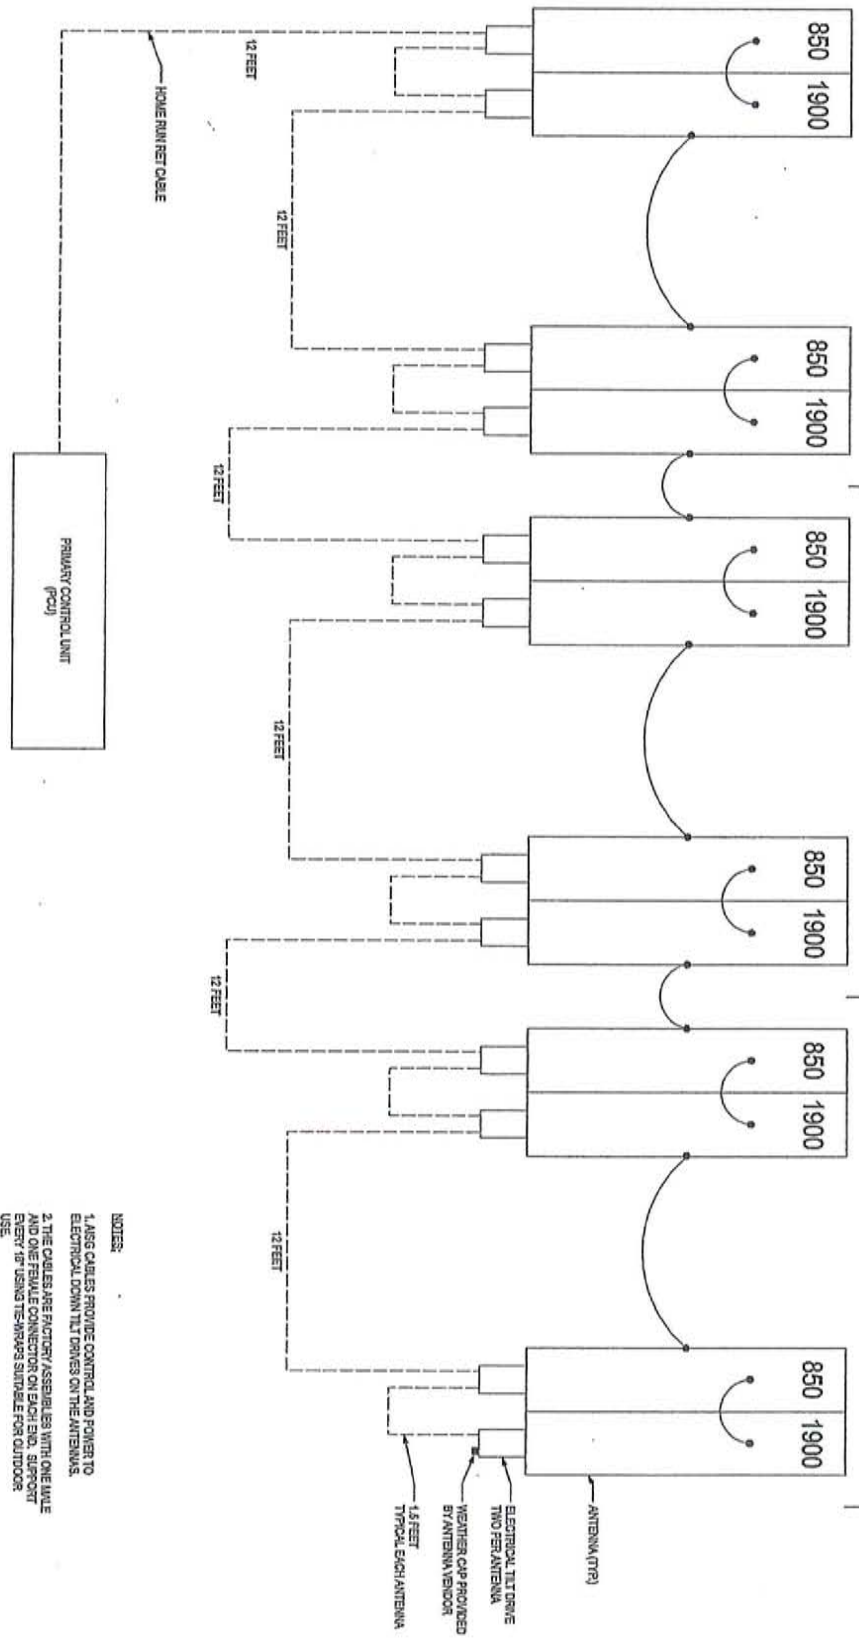 850 1900
850 1900
850 1900
850 1900
850 1900
850 1900
ANTENNA (TYP.)
ELECTRICAL TILT DRIVE
TWO PER ANTENNA
WEATHER CAP PROVIDED
BY ANTENNA VENDOR
1.5 FEET
TYPICAL EACH ANTENNA
12 FEET
12 FEET
12 FEET
12 FEET
12 FEET
12 FEET
HOME RUN RET CABLE
PRIMARY CONTROL UNIT
(PCU)
NOTES:
1. AISG CABLES PROVIDE CONTROL AND POWER TO
ELECTRICAL DOWN TILT DRIVES ON THE ANTENNAS.
2. THE CABLES ARE FACTORY ASSEMBLIES WITH ONE MALE
AND ONE FEMALE CONNECTOR ON EACH END. SUPPORT
EVERY 18" USING TIE-WRAPS SUITABLE FOR OUTDOOR
USE.